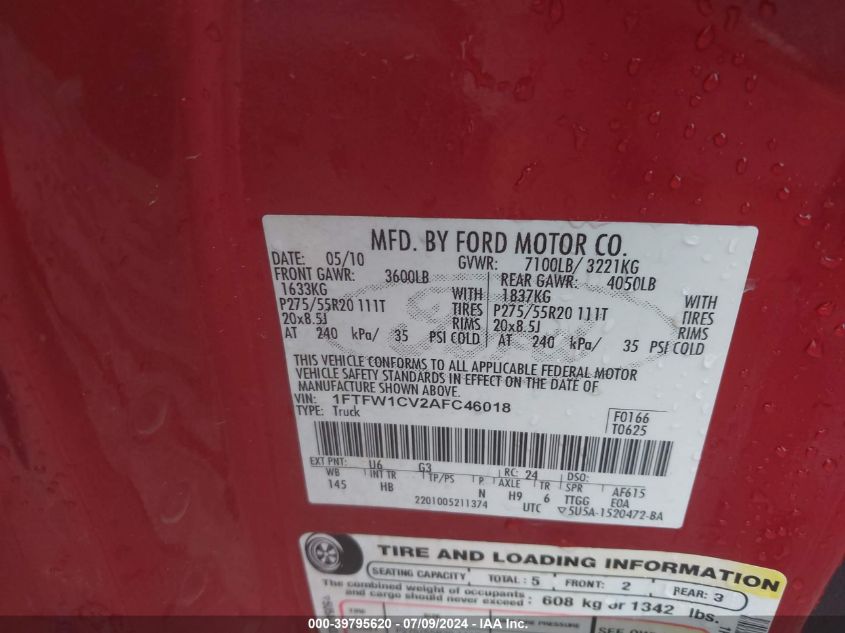 MFD. BY FORD MOTOR CO.
DATE: 05/10 GVWR: 7100LB/ 3221KG
FRONT GAWR: 3600LB REAR GAWR: 4050LB
1633KG WITH 1837KG WITH
P275/55R20 111T TIRES P275/55R20 111T TIRES
20x8.5J RIMS 20x8.5J RIMS
AT 240 kPa/ 35 PSI COLD AT 240 kPa/ 35 PSI COLD
THIS VEHICLE CONFORMS TO ALL APPLICABLE FEDERAL MOTOR
VEHICLE SAFETY STANDARDS IN EFFECT ON THE DATE OF
MANUFACTURE SHOWN ABOVE.
VIN: 1FTFW1CV2AFC46018
TYPE: Truck
F0166
T0625
EXT PNT: U6 G3 RC: 24 DSO:
WB INT TR TP/PS R AXLE TR SPR AF615
145 HB N H9 6 TTGG E0A
2201005211374 UTC ▽5U5A-1520472-BA
TIRE AND LOADING INFORMATION
SEATING CAPACITY TOTAL: 5 FRONT: 2 REAR: 3
The combined weight of occupants
and cargo should never exceed: 608 kg or 1342 lbs.
000-39795620 - 07/09/2024 - IAA Inc.